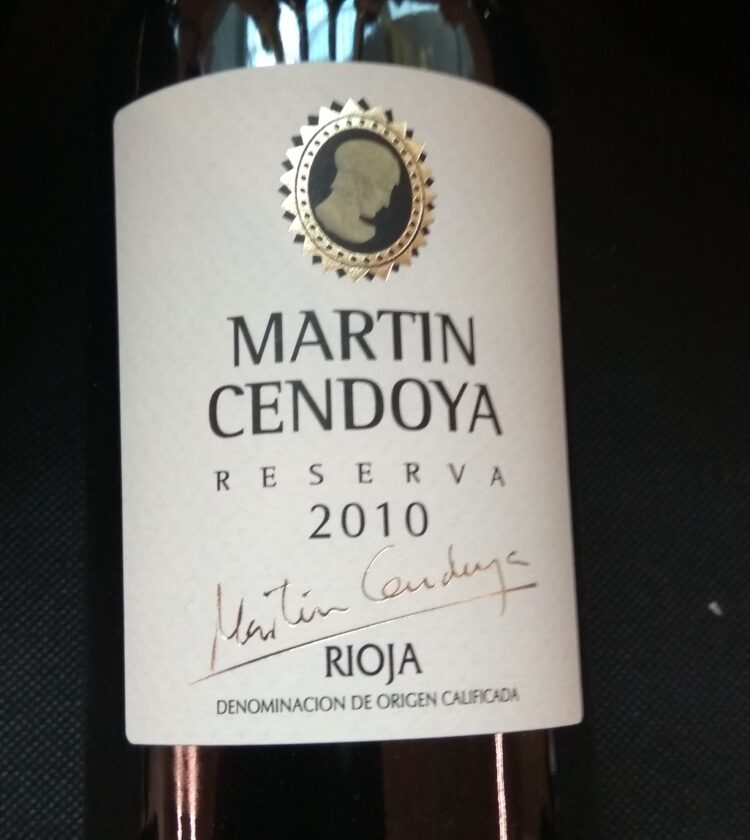 MARTIN
CENDOYA
RESERVA
2010
Martin Cendoya
RIOJA
DENOMINACION DE ORIGEN CALIFICADA